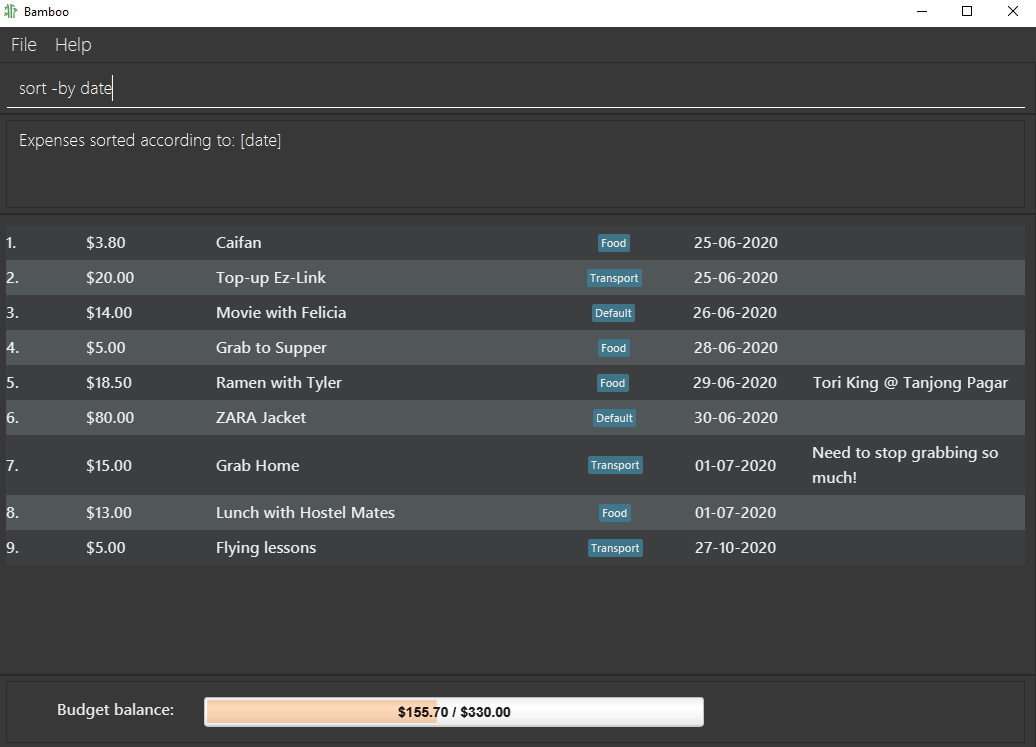 Bamboo
File Help
sort -by date
Expenses sorted according to: [date]
1. $3.80 Caifan Food 25-06-2020
2. $20.00 Top-up Ez-Link Transport 25-06-2020
3. $14.00 Movie with Felicia Default 26-06-2020
4. $5.00 Grab to Supper Food 28-06-2020
5. $18.50 Ramen with Tyler Food 29-06-2020 Tori King @ Tanjong Pagar
6. $80.00 ZARA Jacket Default 30-06-2020
7. $15.00 Grab Home Transport 01-07-2020 Need to stop grabbing so
much!
8. $13.00 Lunch with Hostel Mates Food 01-07-2020
9. $5.00 Flying lessons Transport 27-10-2020
Budget balance: $155.70 / $330.00